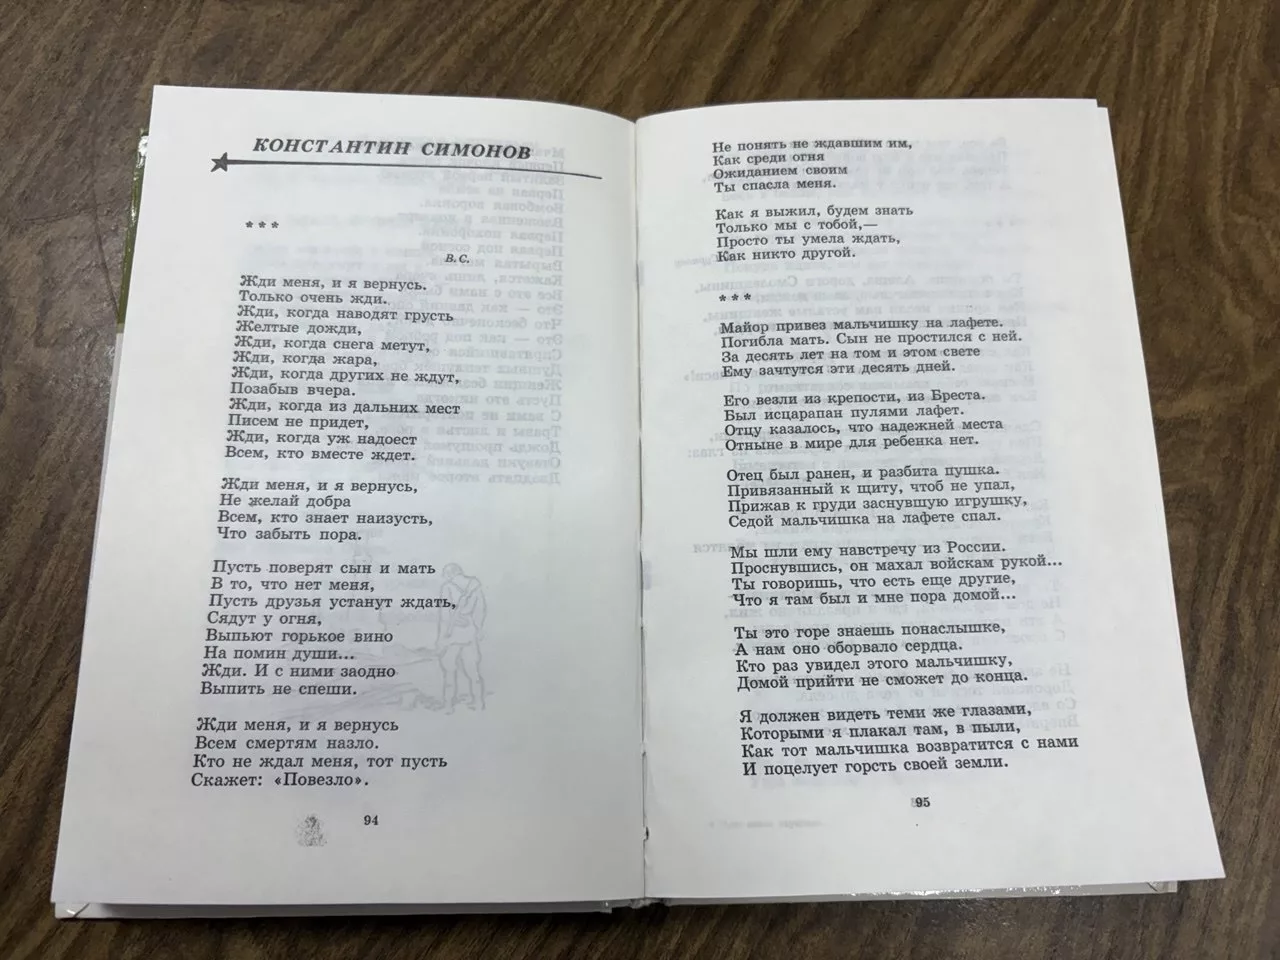 КОНСТАНТИН СИМОНОВ
***
В. С.
Жди меня, и я вернусь.
Только очень жди.
Жди, когда наводят грусть
Желтые дожди,
Жди, когда снега метут,
Жди, когда жара,
Жди, когда других не ждут,
Позабыв вчера.
Жди, когда из дальних мест
Писем не придет,
Жди, когда уж надоест
Всем, кто вместе ждет.
Жди меня, и я вернусь,
Не желай добра
Всем, кто знает наизусть,
Что забыть пора.
Пусть поверят сын и мать
В то, что нет меня,
Пусть друзья устанут ждать,
Сядут у огня,
Выпьют горькое вино
На помин души...
Жди. И с ними заодно
Выпить не спеши.
Жди меня, и я вернусь
Всем смертям назло.
Кто не ждал меня, тот пусть
Скажет: «Повезло».
94
Не понять не ждавшим им,
Как среди огня
Ожиданием своим
Ты спасла меня.
Как я выжил, будем знать
Только мы с тобой,—
Просто ты умела ждать,
Как никто другой.
***
Майор привез мальчишку на лафете.
Погибла мать. Сын не простился с ней.
За десять лет на том и этом свете
Ему зачтутся эти десять дней.
Его везли из крепости, из Бреста.
Был исцарапан пулями лафет.
Отцу казалось, что надежней места
Отныне в мире для ребенка нет.
Отец был ранен, и разбита пушка.
Привязанный к щиту, чтоб не упал,
Прижав к груди заснувшую игрушку,
Седой мальчишка на лафете спал.
Мы шли ему навстречу из России.
Проснувшись, он махал войскам рукой...
Ты говоришь, что есть еще другие,
Что я там был и мне пора домой...
Ты это горе знаешь понаслышке,
А нам оно оборвало сердца.
Кто раз увидел этого мальчишку,
Домой прийти не сможет до конца.
Я должен видеть теми же глазами,
Которыми я плакал там, в пыли,
Как тот мальчишка возвратится с нами
И поцелует горсть своей земли.
95